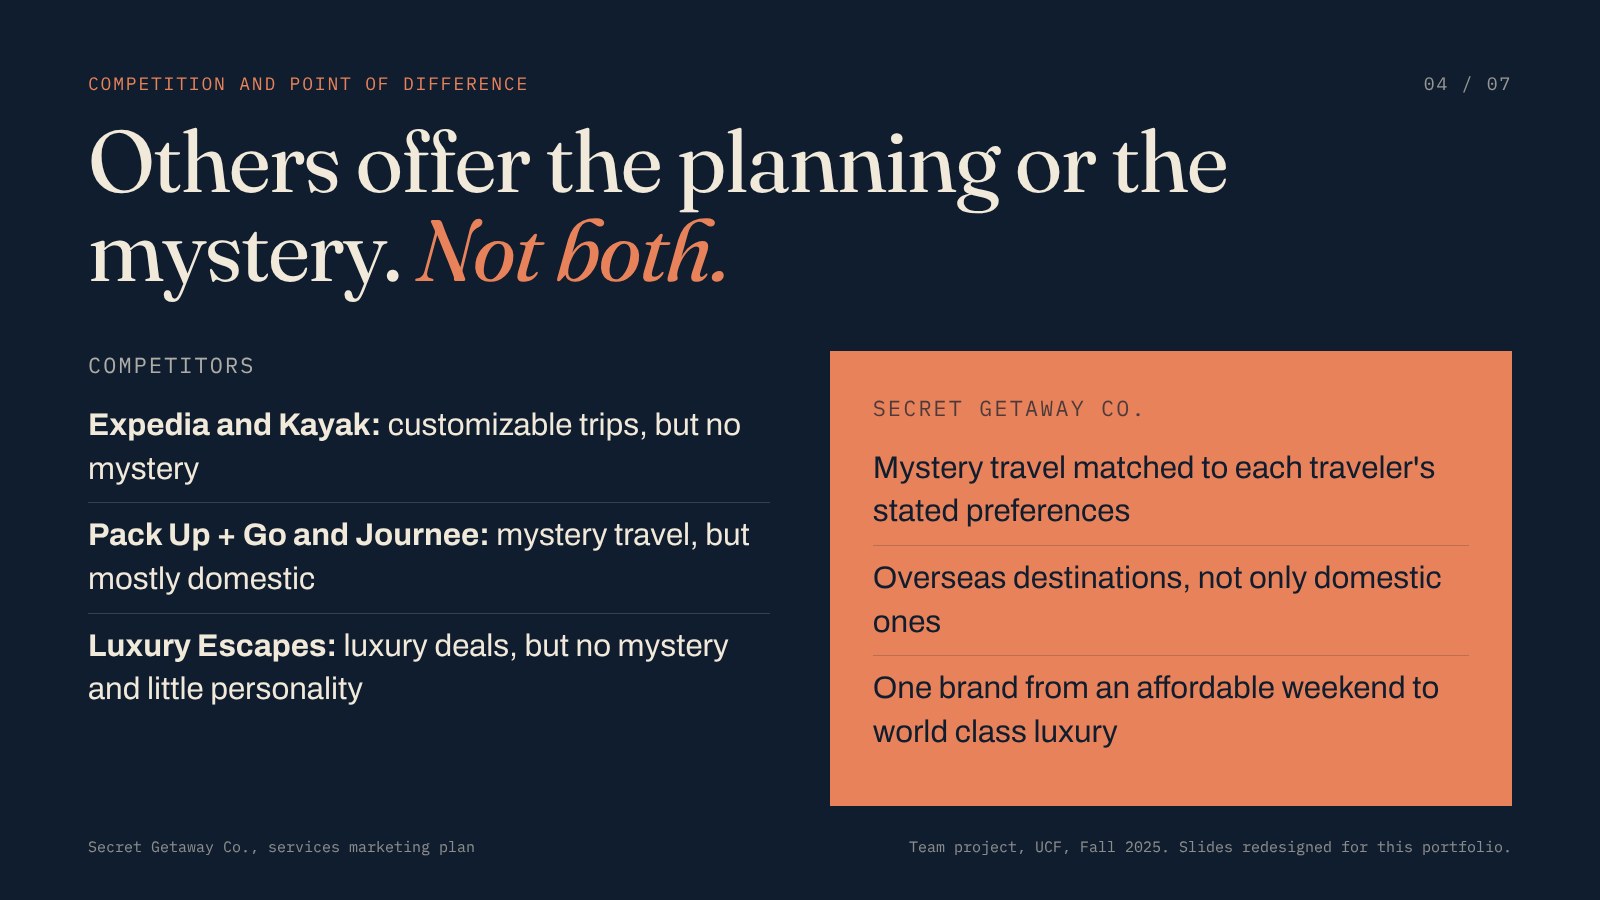 COMPETITION AND POINT OF DIFFERENCE
04 / 07
Others offer the planning or the
mystery. Not both.
COMPETITORS
Expedia and Kayak: customizable trips, but no
mystery
Pack Up + Go and Journee: mystery travel, but
mostly domestic
Luxury Escapes: luxury deals, but no mystery
and little personality
SECRET GETAWAY CO.
Mystery travel matched to each traveler's
stated preferences
Overseas destinations, not only domestic
ones
One brand from an affordable weekend to
world class luxury
Secret Getaway Co., services marketing plan
Team project, UCF, Fall 2025. Slides redesigned for this portfolio.